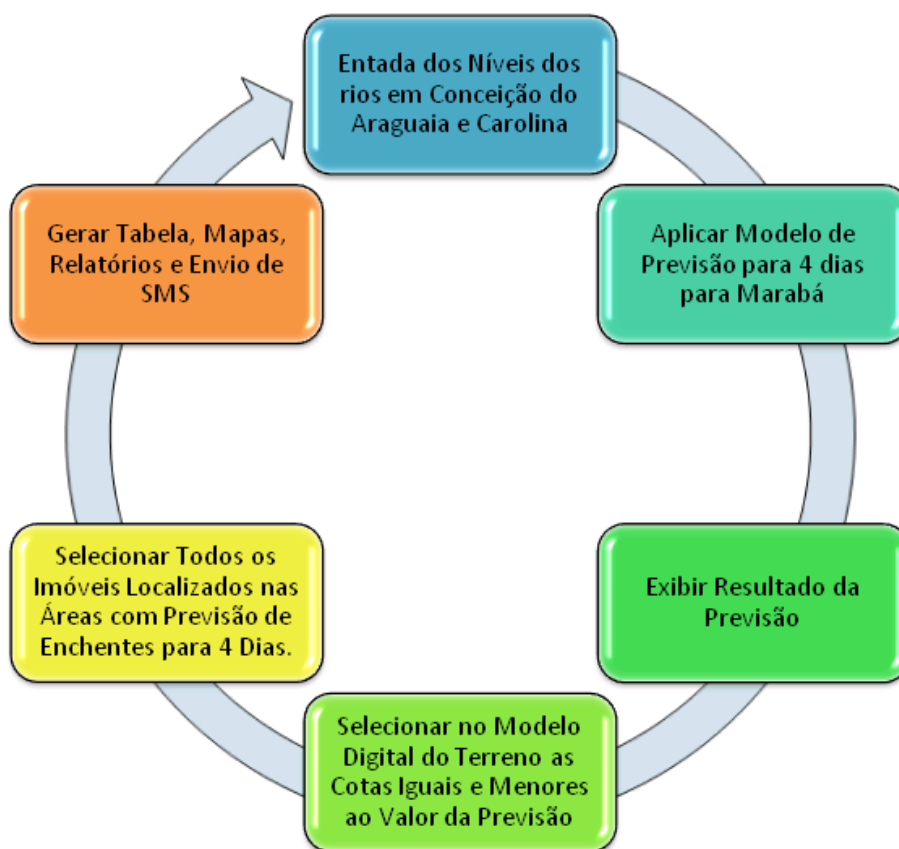 Entada dos Níveis dos
rios em Conceição do
Araguaia e Carolina
Aplicar Modelo de
Previsão para 4 dias
para Marabá
Exibir Resultado da
Previsão
Selecionar no Modelo
Digital do Terreno as
Cotas Iguais e Menores
ao Valor da Previsão
Selecionar Todos os
Imóveis Localizados nas
Áreas com Previsão de
Enchentes para 4 Dias.
Gerar Tabela, Mapas,
Relatórios e Envio de
SMS